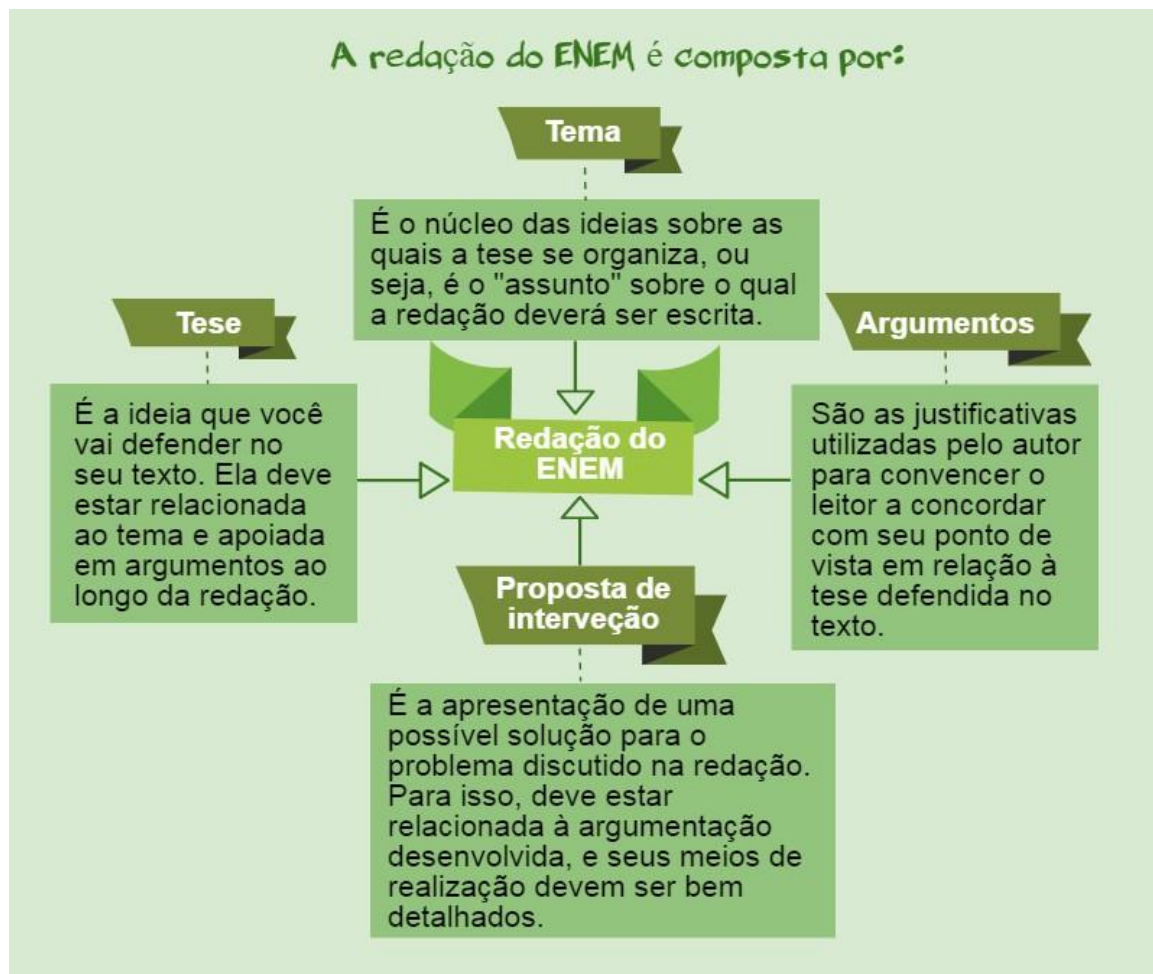 A redação do ENEM é composta por:
Tema
É o núcleo das ideias sobre as
quais a tese se organiza, ou
seja, é o "assunto" sobre o qual
a redação deverá ser escrita.
Tese
É a ideia que você
vai defender no
seu texto. Ela deve
estar relacionada
ao tema e apoiada
em argumentos ao
longo da redação.
Argumentos
São as justificativas
utilizadas pelo autor
para convencer o
leitor a concordar
com seu ponto de
vista em relação à
tese defendida no
texto.
Redação do
ENEM
Proposta de
interveção
É a apresentação de uma
possível solução para o
problema discutido na redação.
Para isso, deve estar
relacionada à argumentação
desenvolvida, e seus meios de
realização devem ser bem
detalhados.